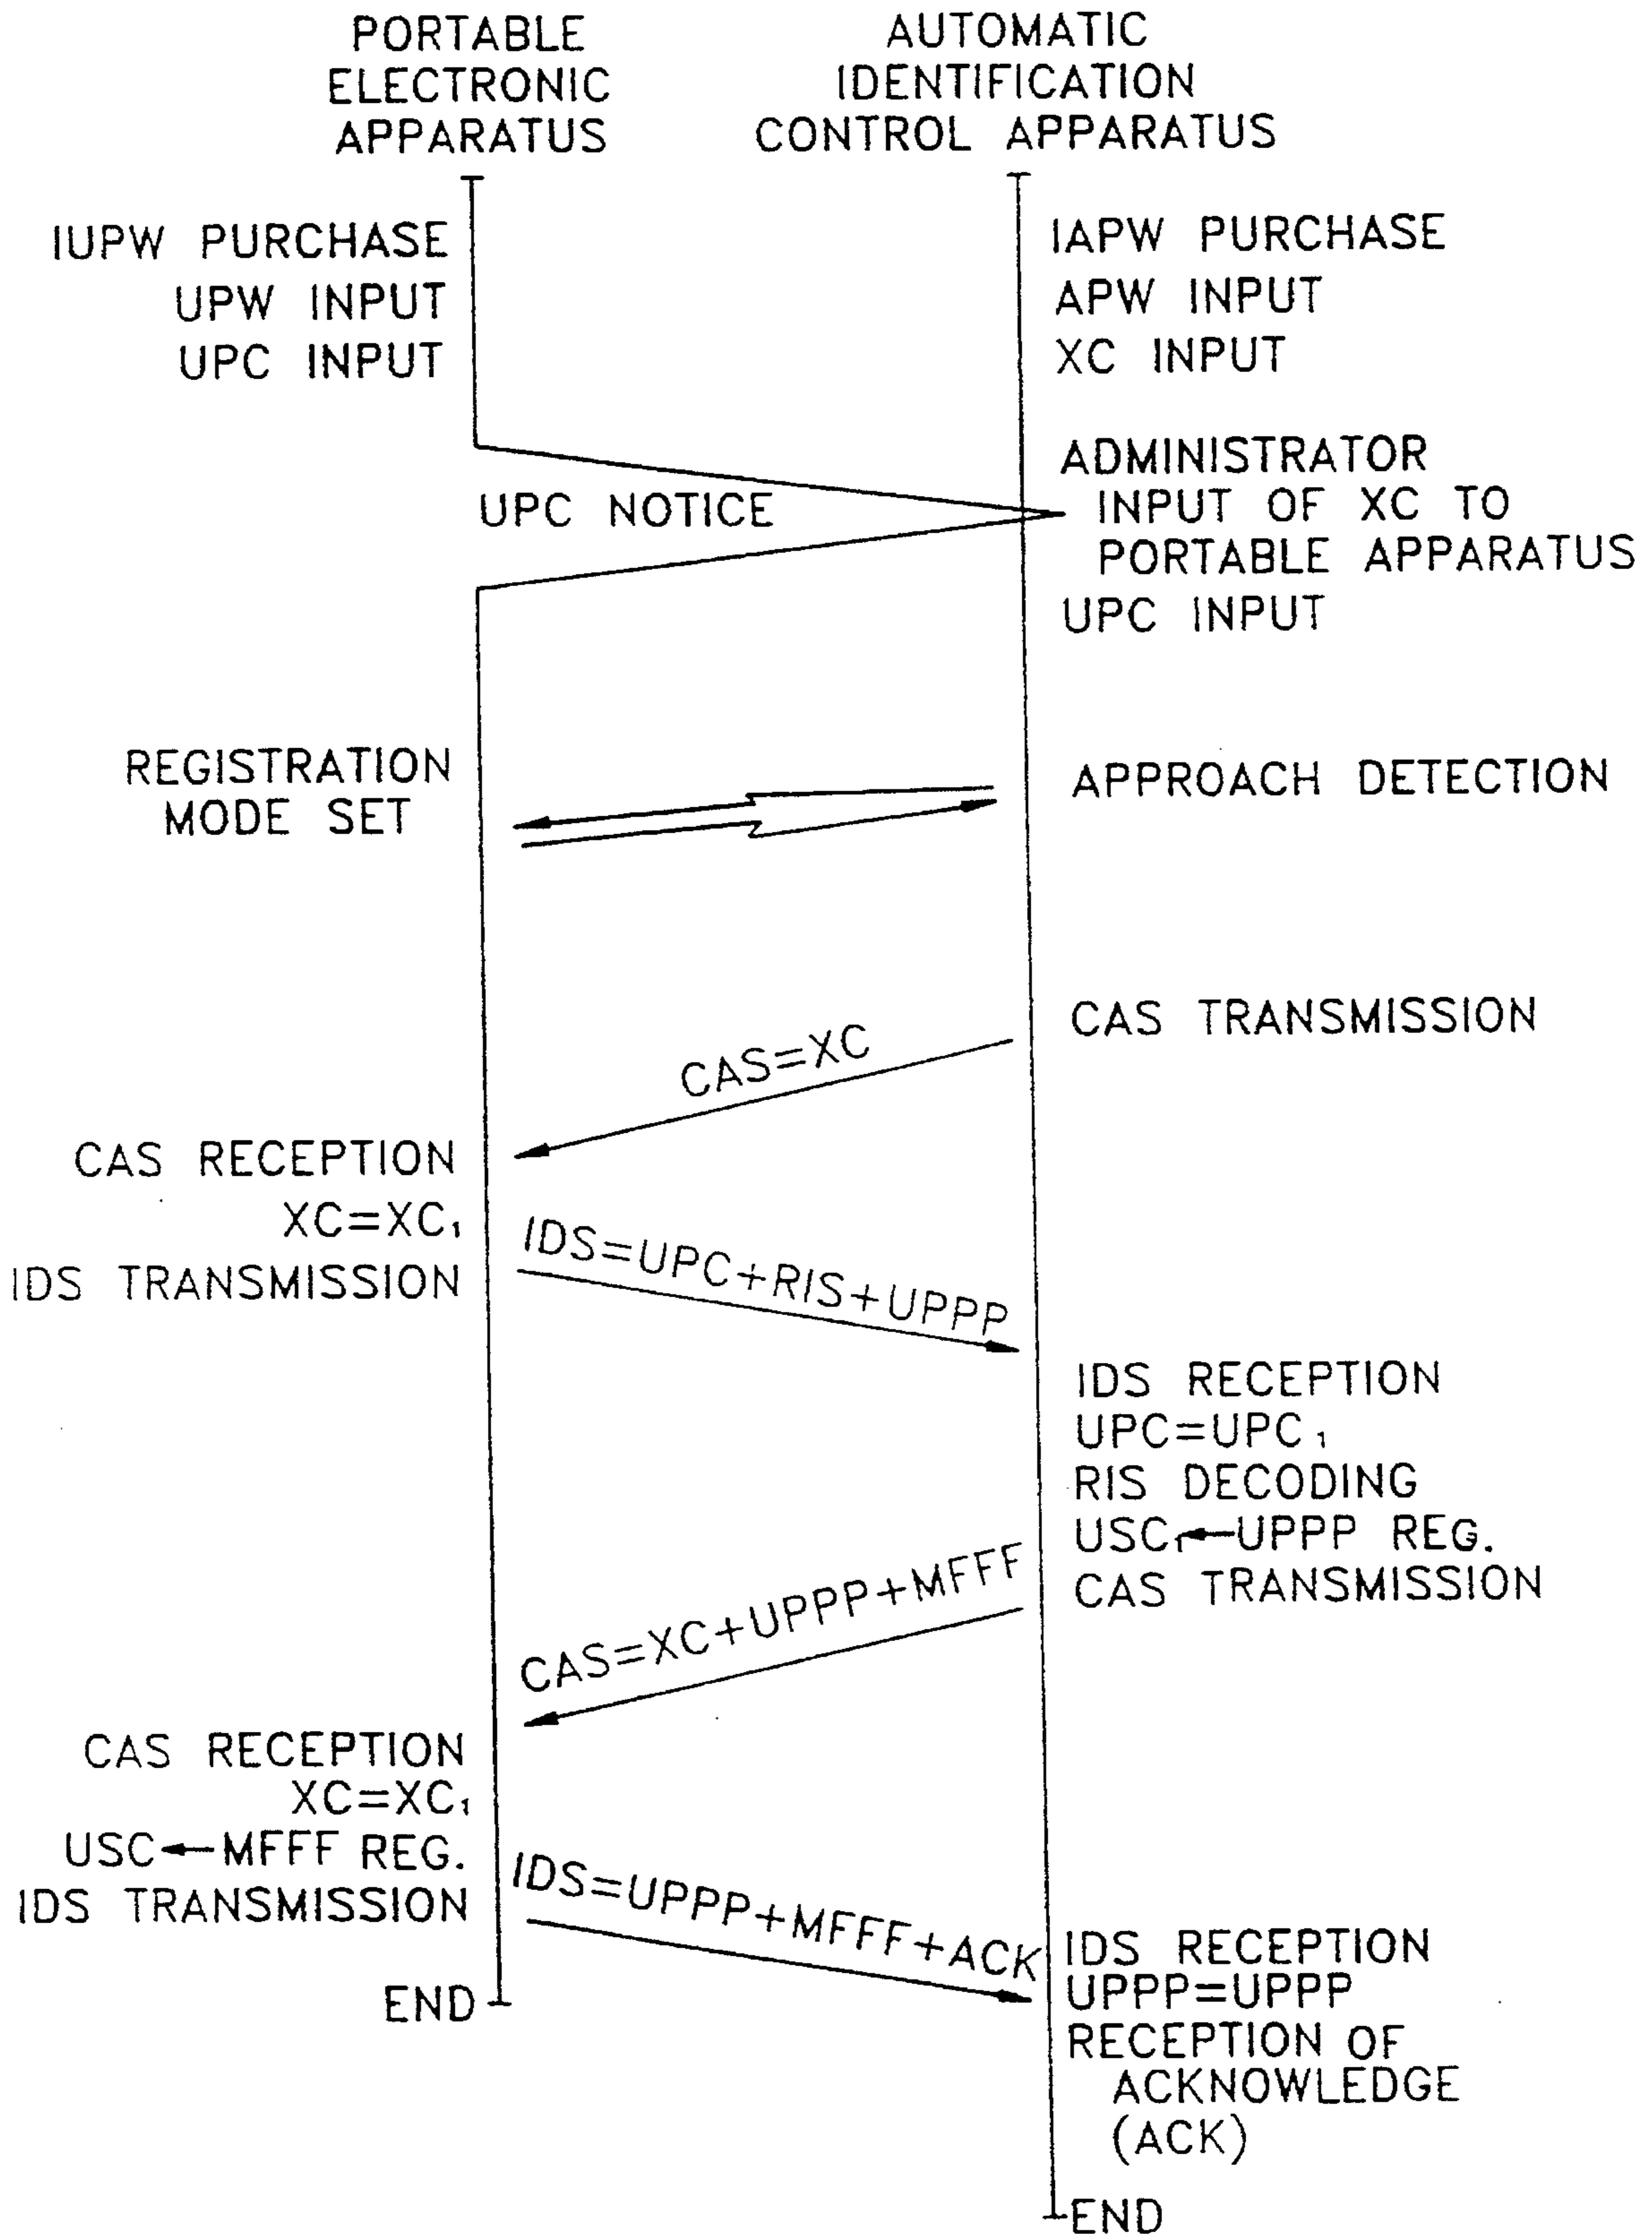 PORTABLE
ELECTRONIC
APPARATUS
AUTOMATIC
IDENTIFICATION
CONTROL APPARATUS
IUPW PURCHASE
UPW INPUT
UPC INPUT
IAPW PURCHASE
APW INPUT
XC INPUT
UPC NOTICE
ADMINISTRATOR
INPUT OF XC TO
PORTABLE APPARATUS
UPC INPUT
REGISTRATION
MODE SET
APPROACH DETECTION
CAS TRANSMISSION
CAS=XC
CAS RECEPTION
XC=XC₁
IDS TRANSMISSION
IDS=UPC+RIS+UPPP
IDS RECEPTION
UPC=UPC₁
RIS DECODING
USC₁←UPPP REG.
CAS TRANSMISSION
CAS=XC+UPPP+MFFF
CAS RECEPTION
XC=XC₁
USC←MFFF REG.
IDS TRANSMISSION
IDS=UPPP+MFFF+ACK
END
IDS RECEPTION
UPPP=UPPP
RECEPTION OF
ACKNOWLEDGE
(ACK)
END